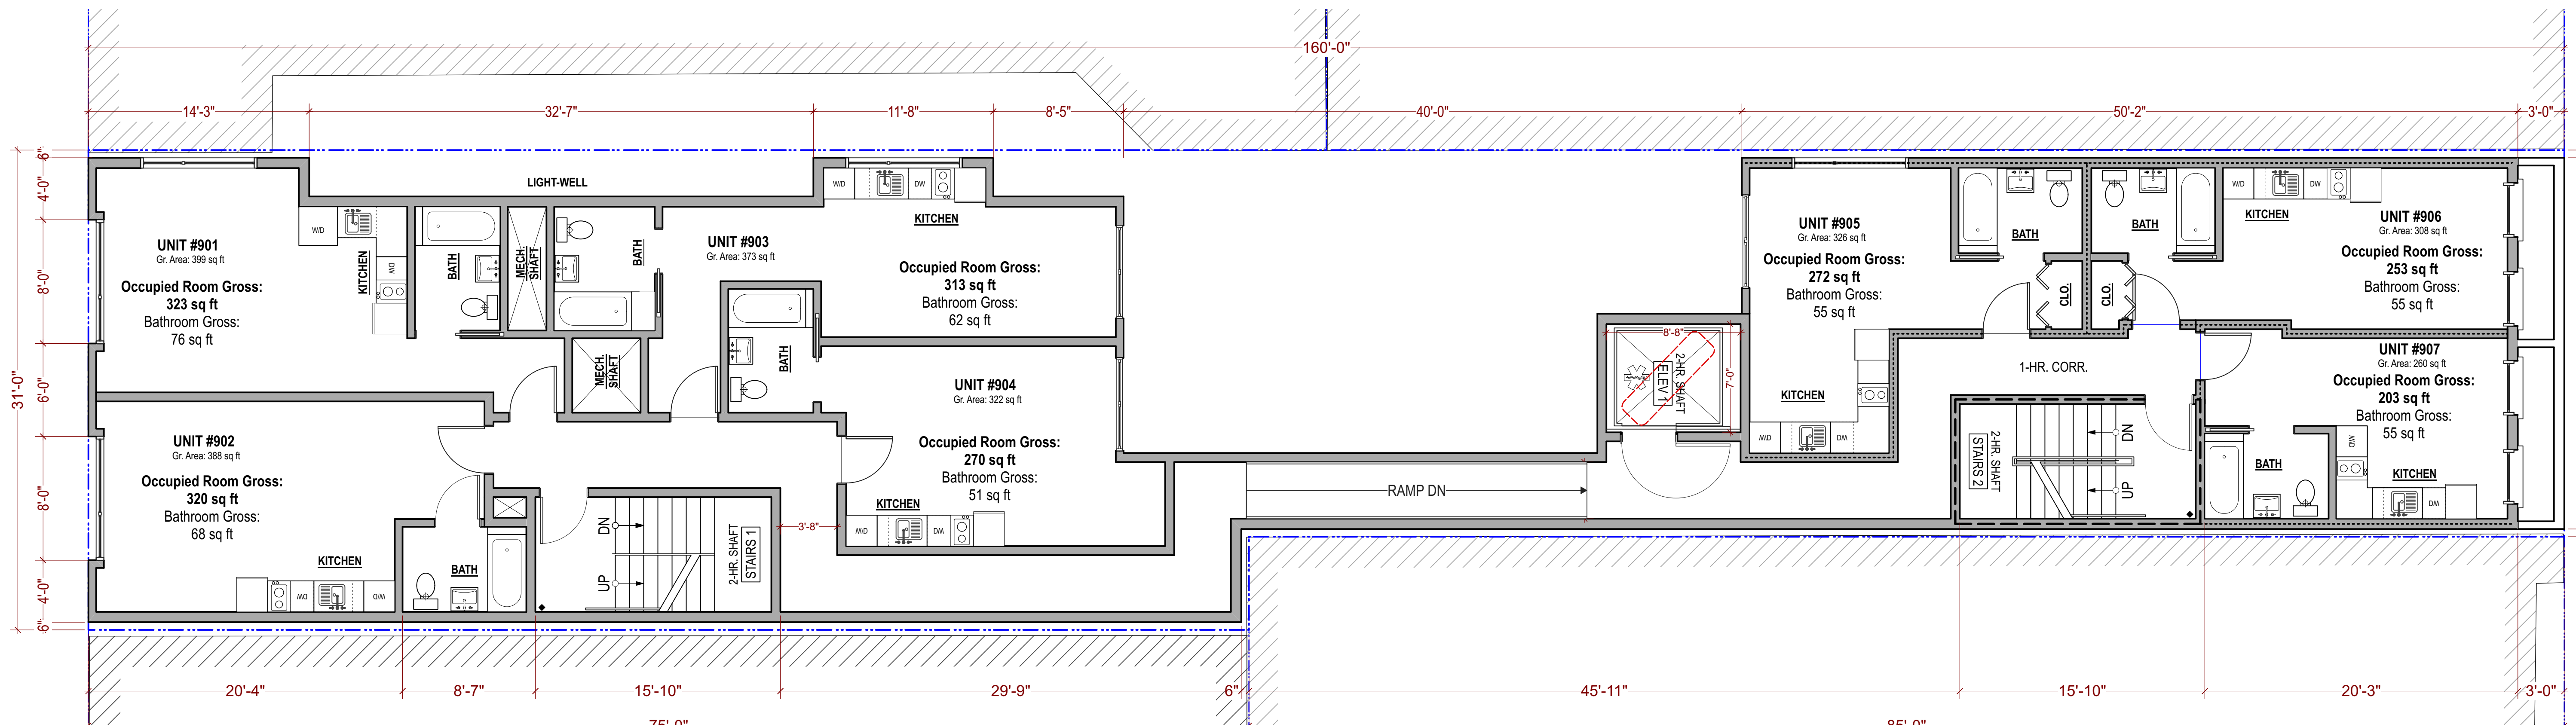 160'-0"
14'-3"
32'-7"
11'-8"
8'-5"
40'-0"
50'-2"
3'-0"
31'-0"
6"
4'-0"
8'-0"
6'-0"
8'-0"
4'-0"
6"
LIGHT-WELL
UNIT #901
Gr. Area: 399 sq ft
Occupied Room Gross:
323 sq ft
Bathroom Gross:
76 sq ft
W/D
KITCHEN
DW
BATH
MECH.
SHAFT
BATH
UNIT #903
Gr. Area: 373 sq ft
W/D
DW
KITCHEN
Occupied Room Gross:
313 sq ft
Bathroom Gross:
62 sq ft
MECH.
SHAFT
BATH
UNIT #904
Gr. Area: 322 sq ft
Occupied Room Gross:
270 sq ft
Bathroom Gross:
51 sq ft
KITCHEN
W/D
DW
UNIT #902
Gr. Area: 388 sq ft
Occupied Room Gross:
320 sq ft
Bathroom Gross:
68 sq ft
KITCHEN
DW
W/D
BATH
DN
UP
2-HR. SHAFT
STAIRS 1
3'-8"
RAMP DN
8'-8"
7'-0"
2-HR. SHAFT
ELEV 1
UNIT #905
Gr. Area: 326 sq ft
Occupied Room Gross:
272 sq ft
Bathroom Gross:
55 sq ft
KITCHEN
W/D
DW
BATH
CLO.
BATH
CLO.
W/D
DW
KITCHEN
UNIT #906
Gr. Area: 308 sq ft
Occupied Room Gross:
253 sq ft
Bathroom Gross:
55 sq ft
1-HR. CORR.
2-HR. SHAFT
STAIRS 2
DN
UP
UNIT #907
Gr. Area: 260 sq ft
Occupied Room Gross:
203 sq ft
Bathroom Gross:
55 sq ft
BATH
W/D
KITCHEN
DW
20'-4"
8'-7"
15'-10"
29'-9"
6"
45'-11"
15'-10"
20'-3"
3'-0"
75'-0"
85'-0"